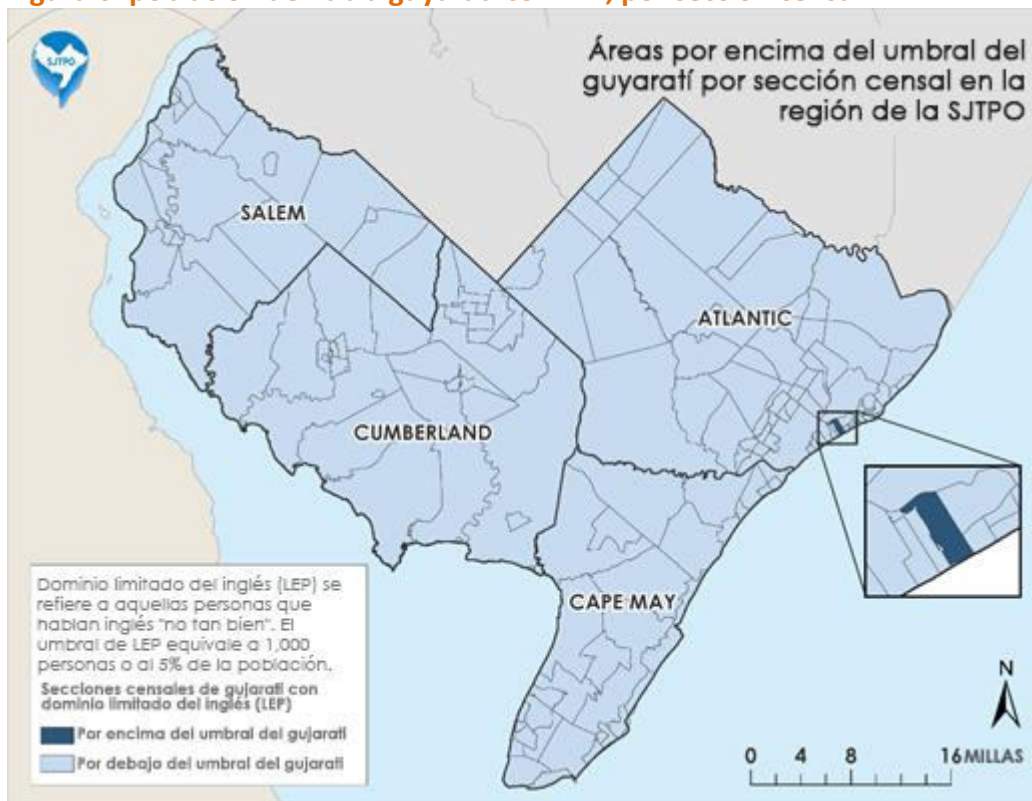 Áreas por encima del umbral del
guyaratí por sección censal en la
región de la SJTPO
SJTPO
SALEM
ATLANTIC
CUMBERLAND
CAPE MAY
Dominio limitado del inglés (LEP) se
refiere a aquellas personas que
hablan inglés "no tan bien". El
umbral de LEP equivale a 1,000
personas o al 5% de la población.
Secciones censales de gujarati con
dominio limitado del inglés (LEP)
Por encima del umbral del gujarati
Por debajo del umbral del gujarati
N
0 4 8 16 MILLAS